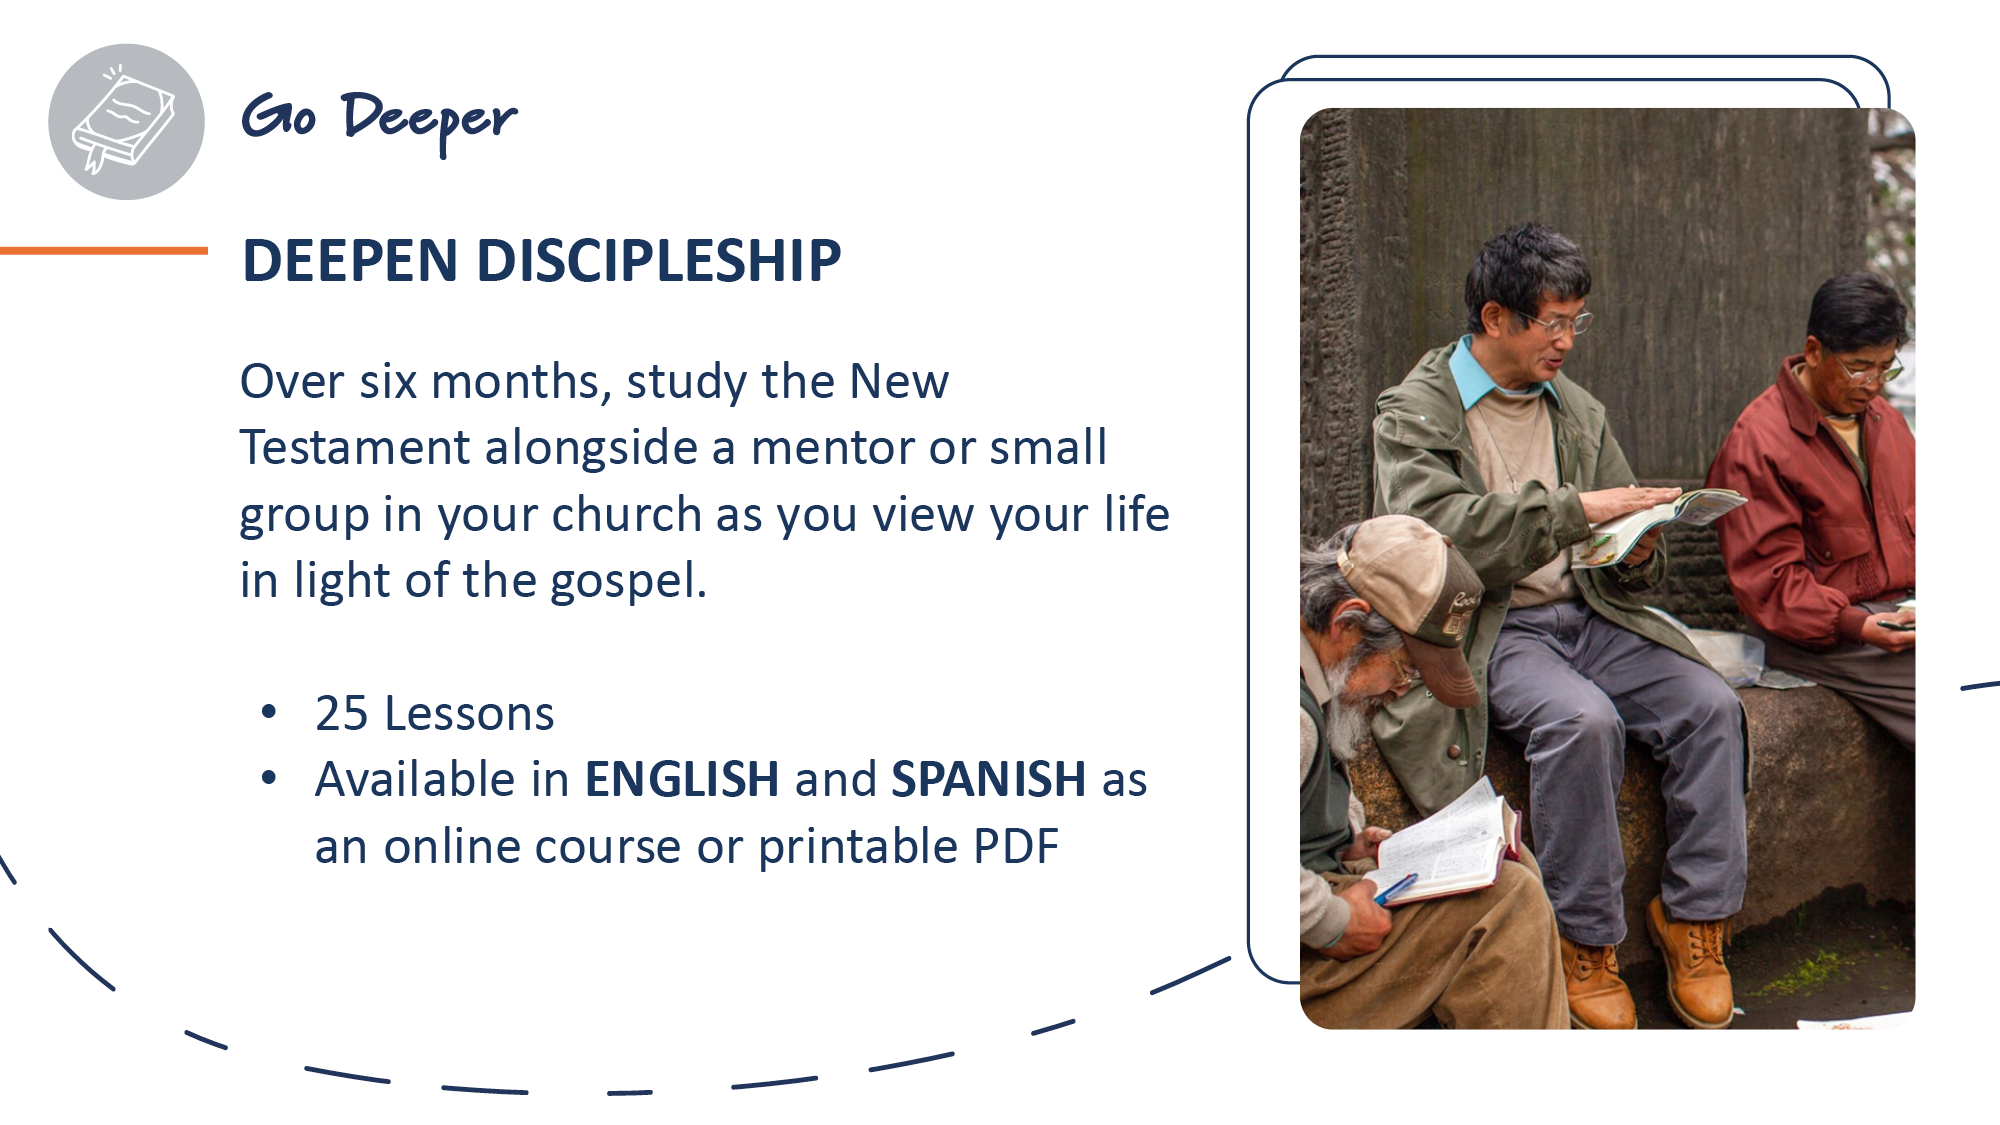 Go Deeper
DEEPEN DISCIPLESHIP
Over six months, study the New
Testament alongside a mentor or small
group in your church as you view your life
in light of the gospel.
• 25 Lessons
• Available in ENGLISH and SPANISH as
an online course or printable PDF